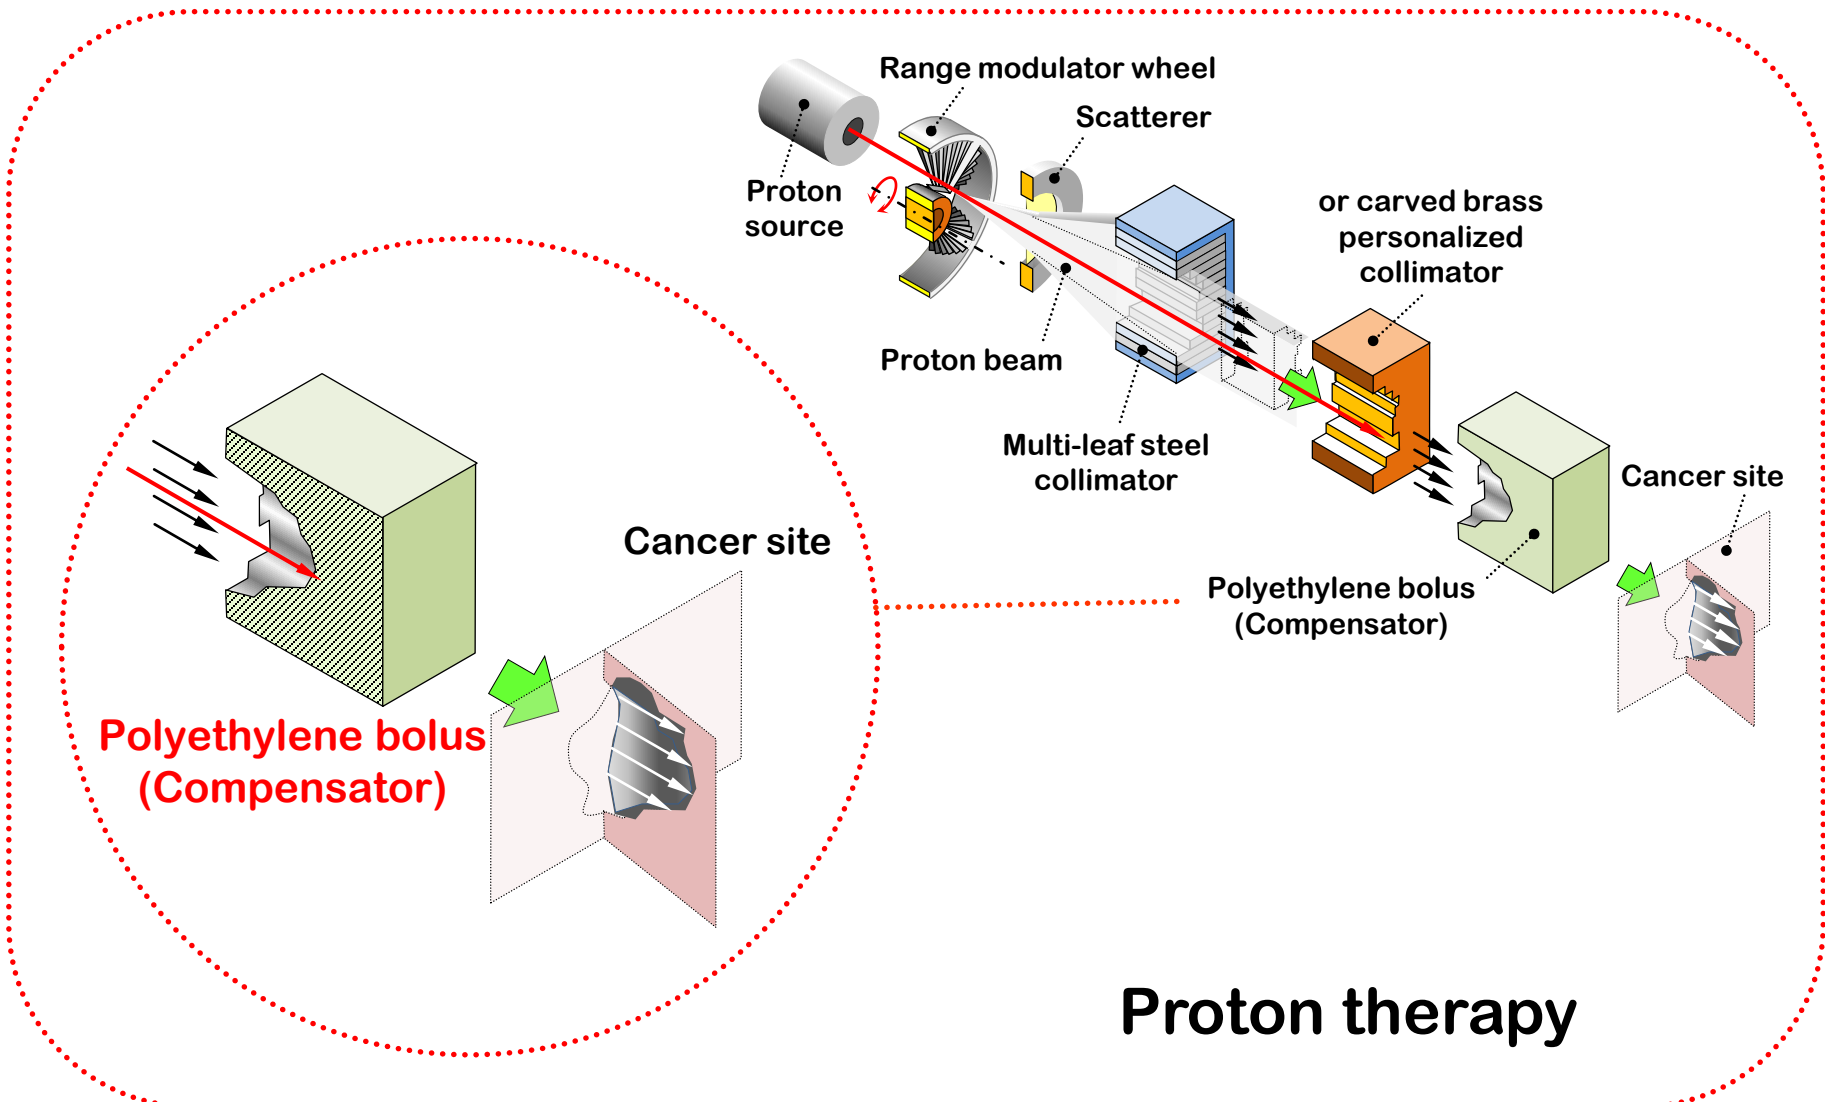 Range modulator wheel
Scatterer
Proton
source
or carved brass
personalized
collimator
Proton beam
Multi-leaf steel
collimator
Cancer site
Polyethylene bolus
(Compensator)
Cancer site
Polyethylene bolus
(Compensator)
Proton therapy